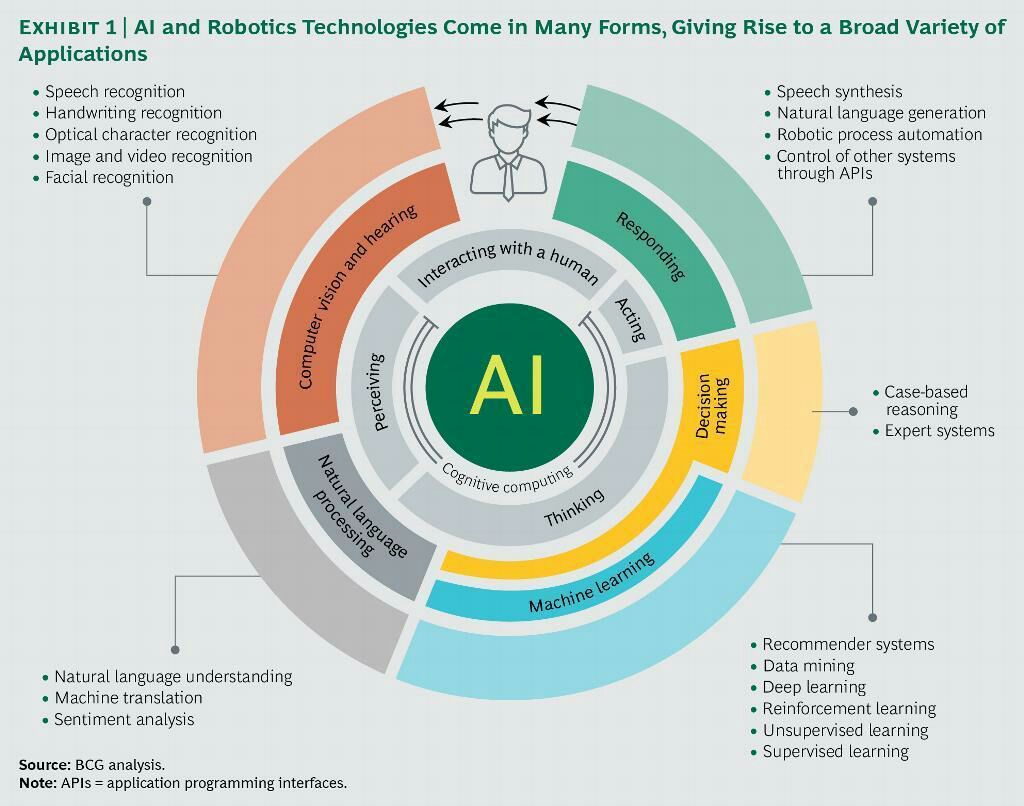 EXHIBIT 1 | AI and Robotics Technologies Come in Many Forms, Giving Rise to a Broad Variety of
Applications
• Speech recognition
• Handwriting recognition
• Optical character recognition
• Image and video recognition
• Facial recognition
• Speech synthesis
• Natural language generation
• Robotic process automation
• Control of other systems
through APIs
Computer vision and hearing
Responding
Interacting with a human
Acting
Perceiving
AI
Decision
making
• Case-based
reasoning
• Expert systems
Cognitive computing
Thinking
Natural language
processing
Machine learning
• Natural language understanding
• Machine translation
• Sentiment analysis
• Recommender systems
• Data mining
• Deep learning
• Reinforcement learning
• Unsupervised learning
• Supervised learning
Source: BCG analysis.
Note: APIs = application programming interfaces.